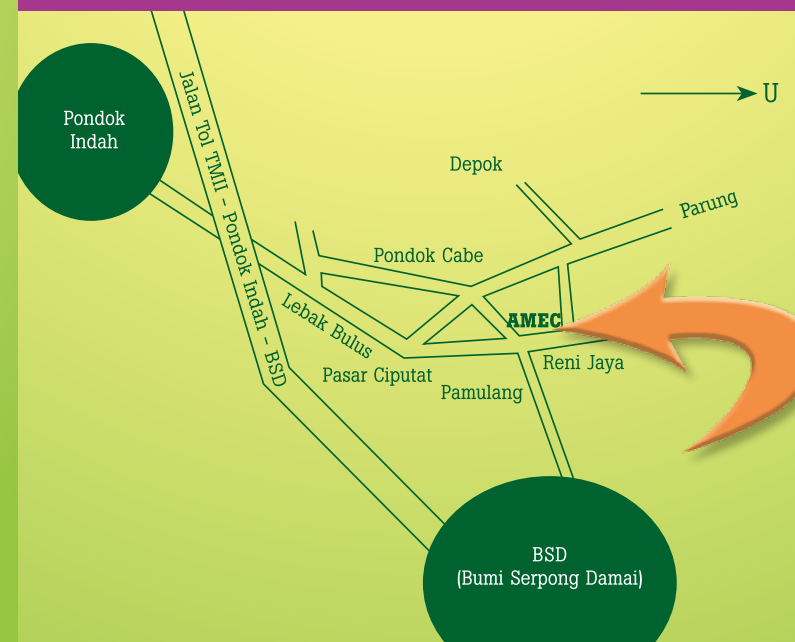 Pondok
Indah
Jalan Tol TMII – Pondok Indah – BSD
U
Depok
Parung
Pondok Cabe
Lebak Bulus
AMEC
Pasar Ciputat
Reni Jaya
Pamulang
BSD
(Bumi Serpong Damai)